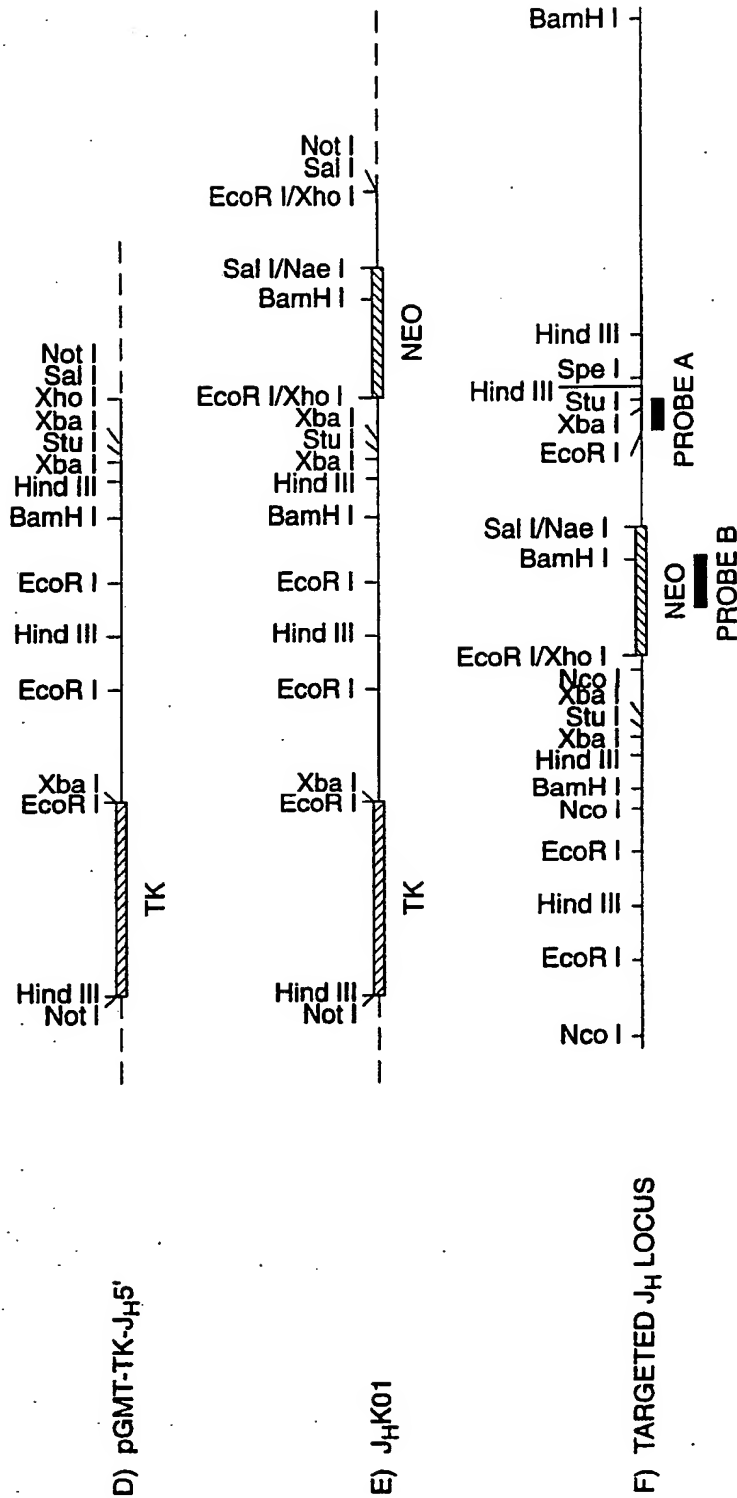 D) pGMT-TK-JH5'
Not I
Hind III
TK
EcoR I
Xba I
EcoR I
Hind III
EcoR I
BamH I
Hind III
Xba I
Stu I
Xba I
Xho I
Sal I
Not I
E) JHK01
Not I
Hind III
TK
EcoR I
Xba I
EcoR I
Hind III
EcoR I
BamH I
Hind III
Xba I
Stu I
Xba I
EcoR I/Xho I
NEO
BamH I
Sal I/Nae I
EcoR I/Xho I
Sal I
Not I
F) TARGETED JH LOCUS
Nco I
EcoR I
Hind III
EcoR I
Nco I
BamH I
Hind III
Xba I
Stu I
Xba I
Nco I
EcoR I/Xho I
NEO
PROBE B
BamH I
Sal I/Nae I
EcoR I
Xba I
Stu I
PROBE A
Hind III
Spe I
Hind III
BamH I